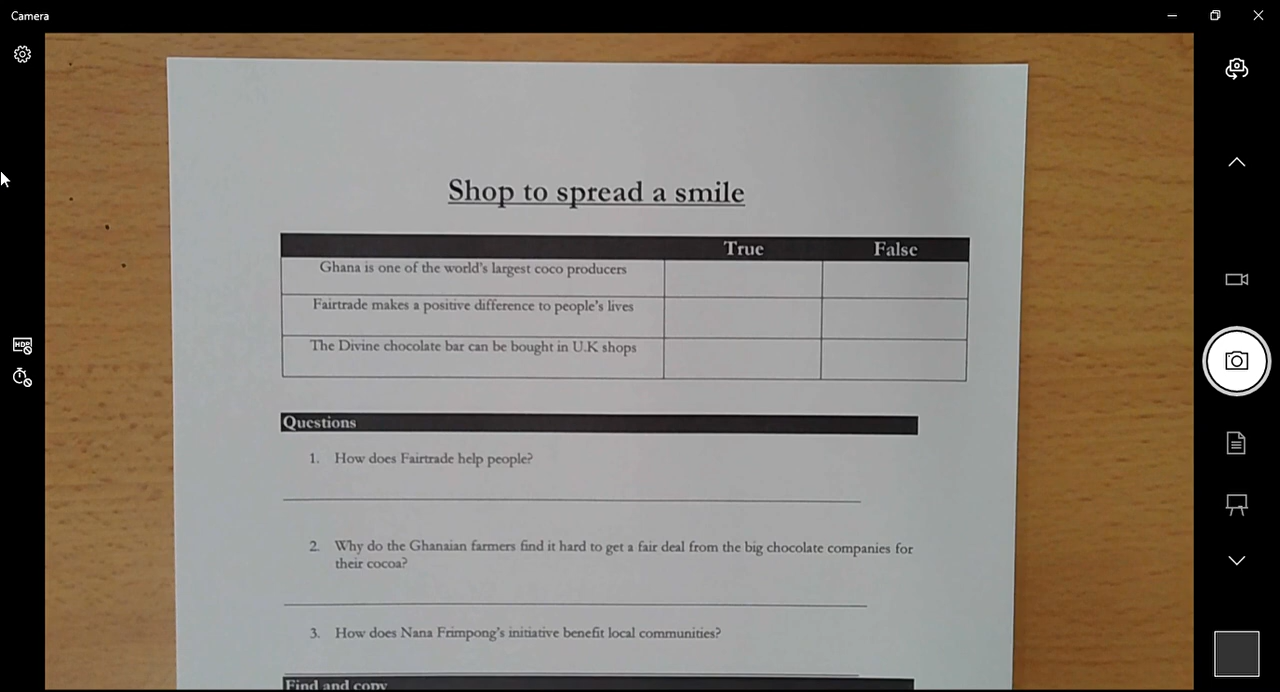 Camera
Shop to spread a smile
True False
Ghana is one of the world's largest coco producers
Fairtrade makes a positive difference to people's lives
The Divine chocolate bar can be bought in U.K shops
Questions
1. How does Fairtrade help people?
2. Why do the Ghanaian farmers find it hard to get a fair deal from the big chocolate companies for
their cocoa?
3. How does Nana Frimpong's initiative benefit local communities?
Find and copy